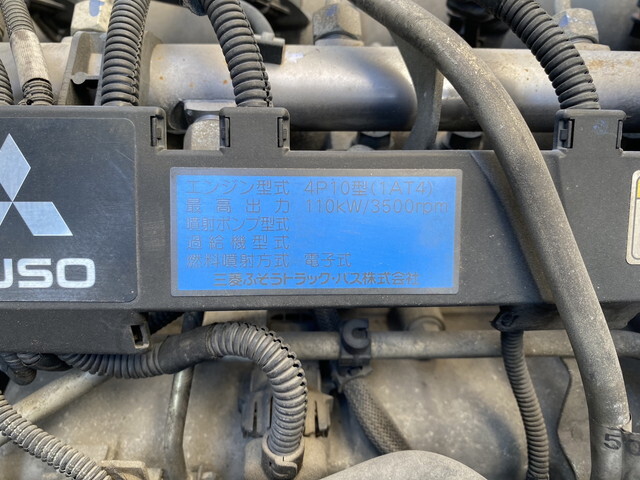 USO
エンジン型式 4P10型(1AT4)
最高出力 110kW/3500rpm
噴射ポンプ型式
過給機型式
燃料噴射方式 電子式
三菱ふそうトラック・バス株式会社
56